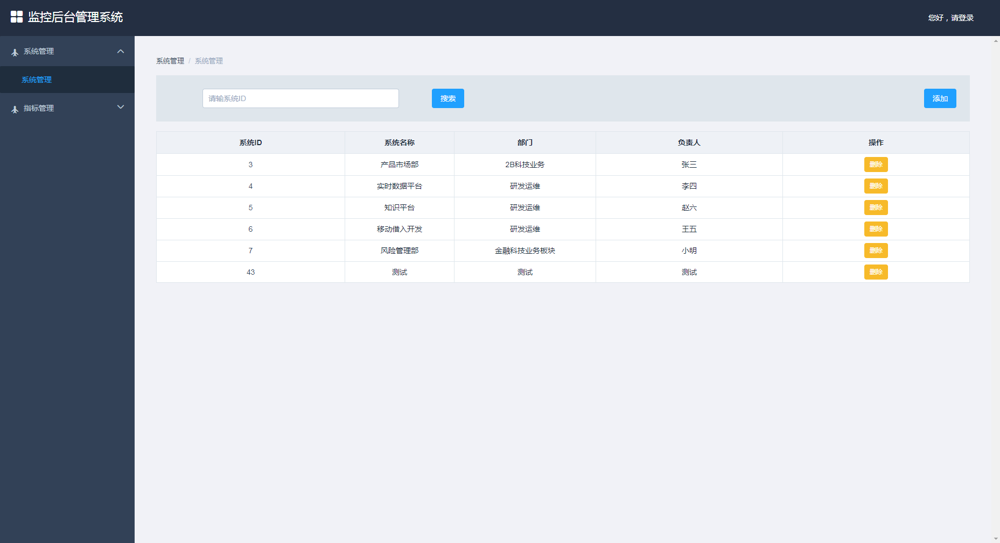 监控后台管理系统
您好，请登录
系统管理
系统管理
指标管理
系统管理 / 系统管理
请输系统ID 搜索 添加
系统ID 系统名称 部门 负责人 操作
3 产品市场部 2B科技业务 张三 删除
4 实时数据平台 研发运维 李四 删除
5 知识平台 研发运维 赵六 删除
6 移动借入开发 研发运维 王五 删除
7 风险管理部 金融科技业务板块 小明 删除
43 测试 测试 测试 删除